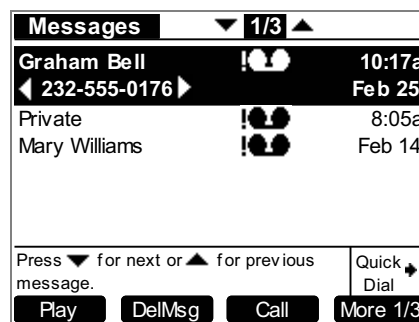 Messages 1/3
Graham Bell ! 10:17a
232-555-0176 Feb 25
Private ! 8:05a
Mary Williams ! Feb 14
Press for next or for previous
message.
Quick
Dial
Play DelMsg Call More 1/3